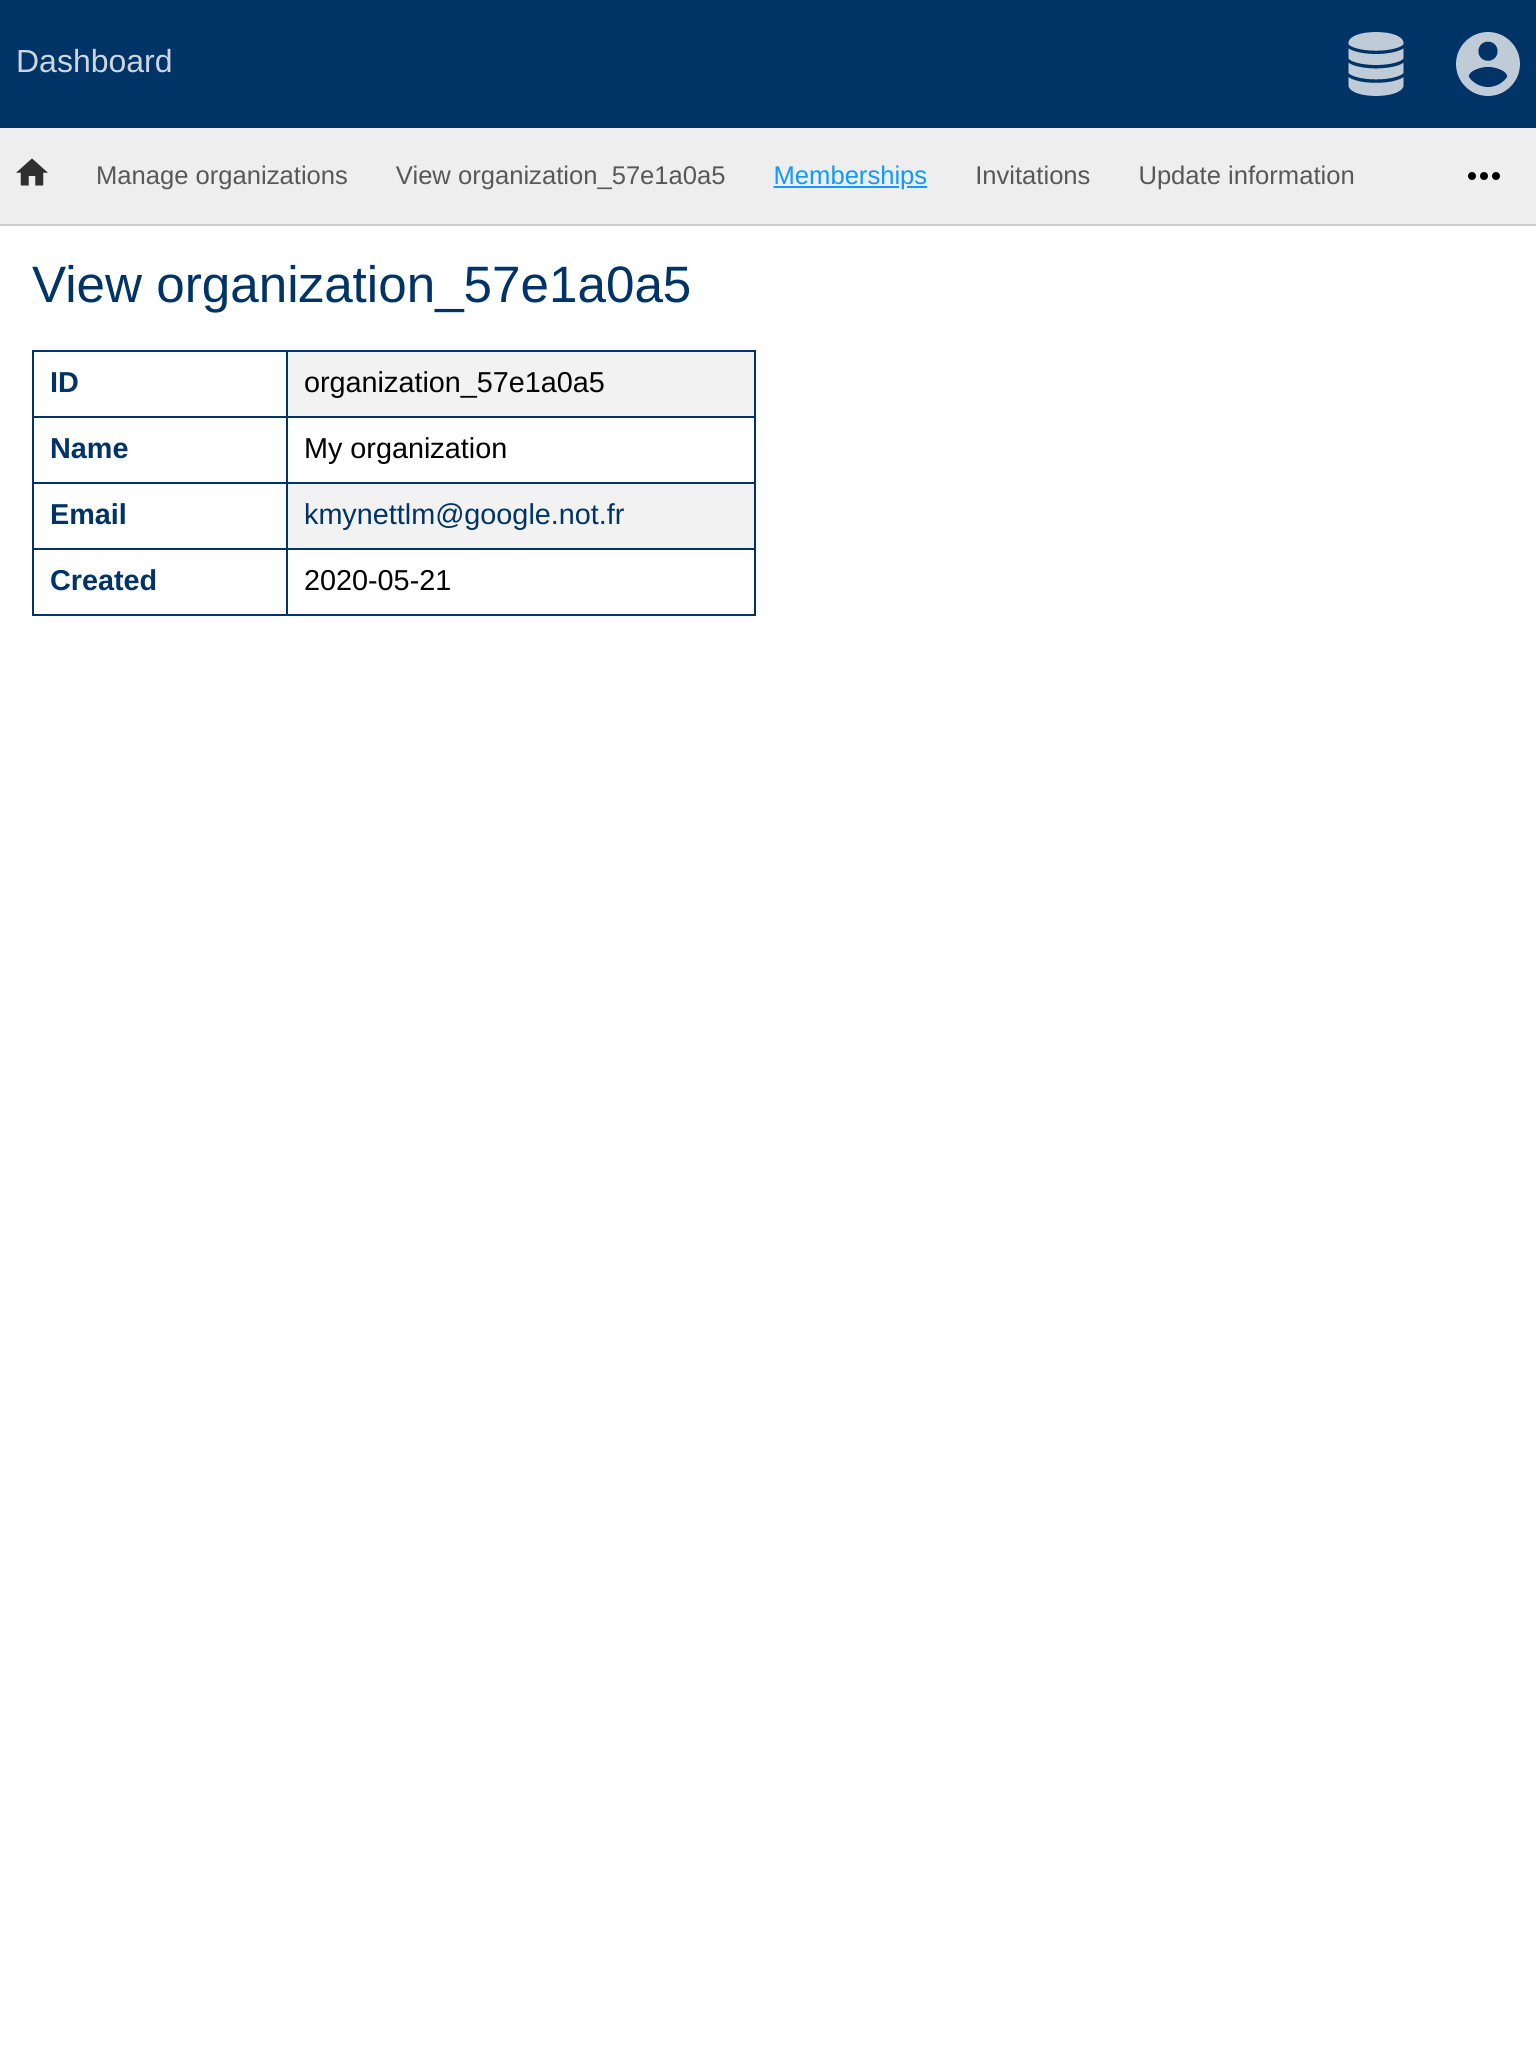 Dashboard
Manage organizations View organization_57e1a0a5 Memberships Invitations Update information
View organization_57e1a0a5
ID organization_57e1a0a5
Name My organization
Email kmynettlm@google.not.fr
Created 2020-05-21